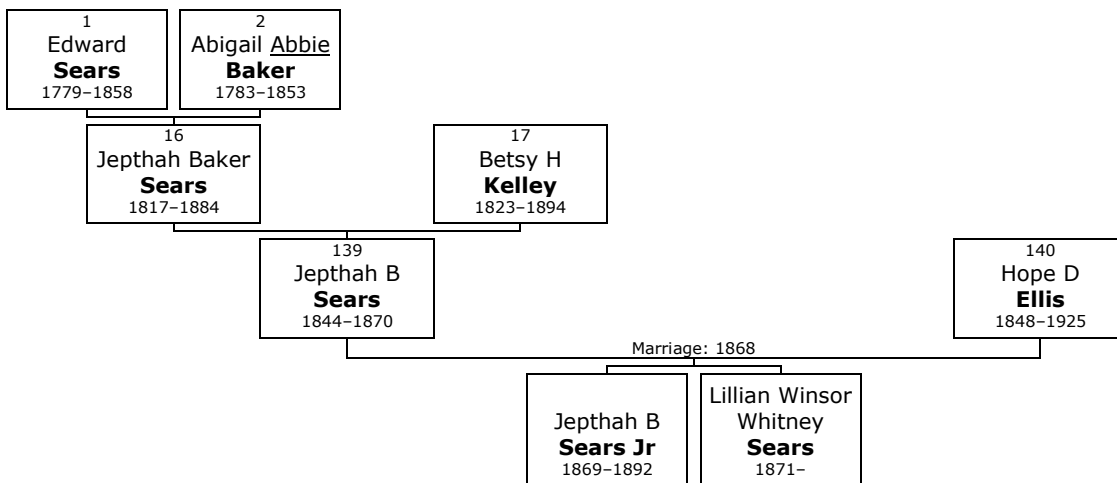 1
Edward
Sears
1779–1858
2
Abigail Abbie
Baker
1783–1853
16
Jepthah Baker
Sears
1817–1884
17
Betsy H
Kelley
1823–1894
139
Jepthah B
Sears
1844–1870
140
Hope D
Ellis
1848–1925
Marriage: 1868
Jepthah B
Sears Jr
1869–1892
Lillian Winsor
Whitney
Sears
1871–